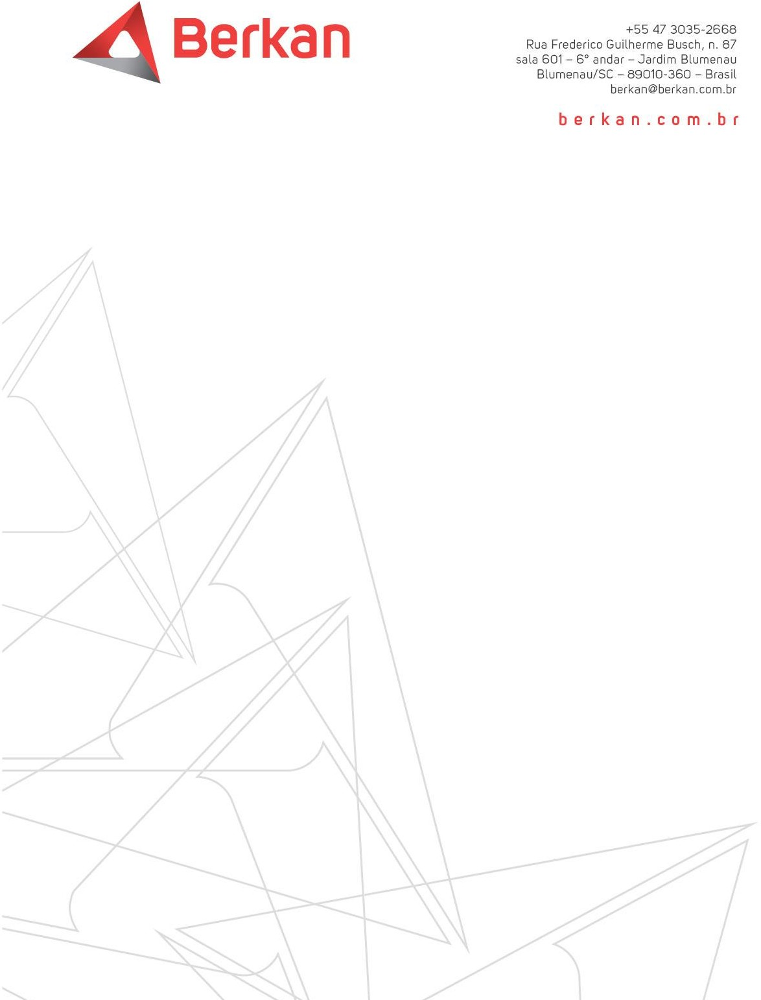 Berkan
+55 47 3035-2668
Rua Frederico Guilherme Busch, n. 87
sala 601 – 6° andar – Jardim Blumenau
Blumenau/SC – 89010-360 – Brasil
berkan@berkan.com.br
berkan.com.br